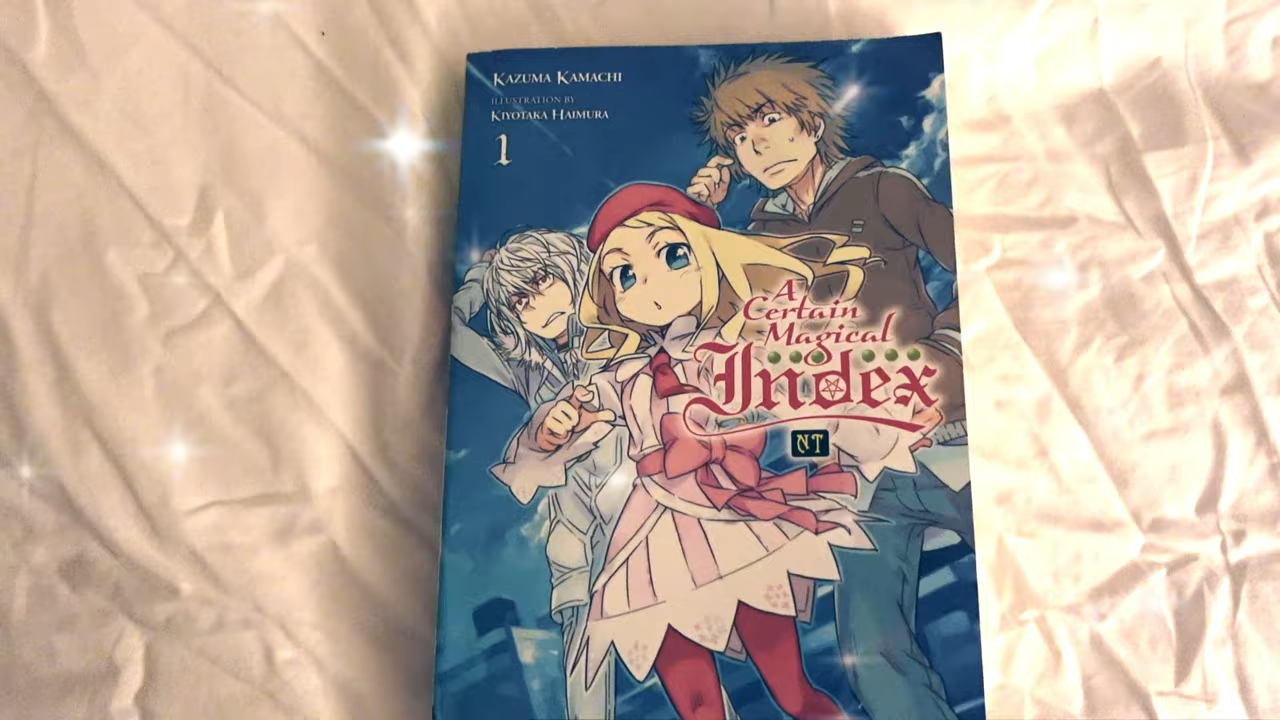 KAZUMA KAMACHI
ILLUSTRATION BY
KIYOTAKA HAIMURA
1
A
Certain
Magical
Index
NT